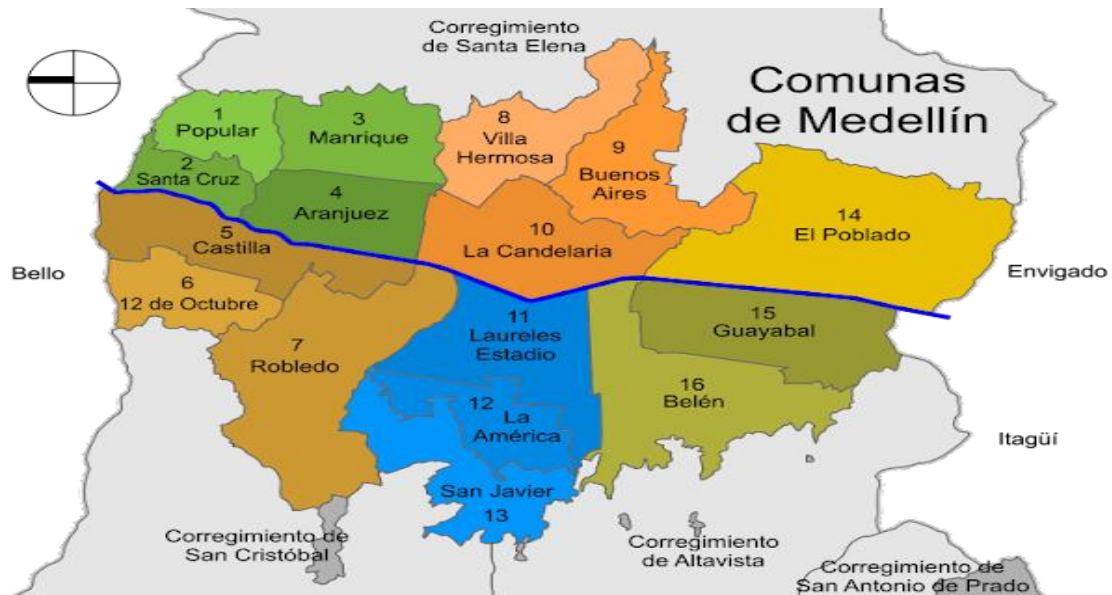 Corregimiento
de Santa Elena
Comunas
de Medellín
1
Popular
3
Manrique
8
Villa
Hermosa
9
Buenos
Aires
2
Santa Cruz
4
Aranjuez
14
El Poblado
5
Castilla
10
La Candelaria
Bello
Envigado
6
12 de Octubre
11
Laureles
Estadio
15
Guayabal
7
Robledo
16
Belén
12
La
América
Itagüí
San Javier
13
Corregimiento de
San Cristóbal
Corregimiento
de Altavista
Corregimiento de
San Antonio de Prado